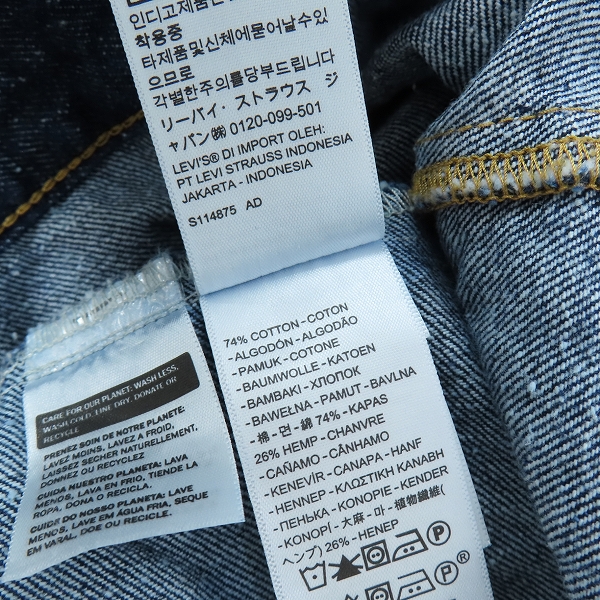 인디고제품은
착용중
타제품및신체에묻어날수있
으므로
각별한주의를당부드립니다
リーバイ・ストラウス ジ
ャパン㈱ 0120-099-501
LEVI'S® DI IMPORT OLEH:
PT LEVI STRAUSS INDONESIA
JAKARTA - INDONESIA
S114875 AD
74% COTTON - COTON
- ALGODÓN - ALGODÃO
- PAMUK - COTONE
- BAUMWOLLE - KATOEN
- BAMBAKI - ХЛОПОК
- BAWEŁNA - PAMUT - BAVLNA
- 棉 - 면 - 綿 74% - KAPAS
26% HEMP - CHANVRE
- CAÑAMO - CÂNHAMO
- KENEVİR - CANAPA - HANF
- HENNEP - ΚΛΩΣΤΙΚΗ ΚΑΝΑΒΗ
- ПЕНЬКА - KONOPIE - KENDER
- KONOPÍ - 大麻 - 마 - 植物繊維(
ヘンプ) 26% - HENEP
CARE FOR OUR PLANET: WASH LESS,
WASH COLD, LINE DRY, DONATE OR
RECYCLE
PRENEZ SOIN DE NOTRE PLANÈTE:
LAVEZ MOINS, LAVEZ À FROID,
LAISSEZ SÉCHER NATURELLEMENT,
DONNEZ OU RECYCLEZ
CUIDA NUESTRO PLANETA: LAVA
MENOS, LAVA EN FRÍO, TIENDE LA
ROPA, DONA O RECICLA.
CUIDE DO NOSSO PLANETA: LAVE
MENOS, LAVE EM ÁGUA FRIA, SEQUE
EM VARAL, DOE OU RECICLE.